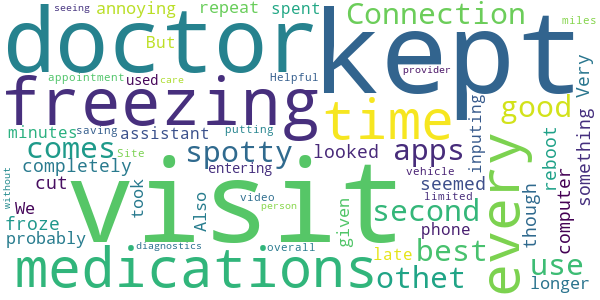 seeing
annoying
repeat
spent
Connection
miles
doctor
kept
But
appointment
used
care
Helpful
provider
Very
freezing
time
good
inputing
something
minutes
saving
assistant
putting
comes
Site
spotty
looked
apps
every
reboot
completely
entering
vehicle
computer
without
cut
took
visit
seemed
limited
though
We
Also
video
person
given
second
froze
phone
probably
diagnostics
overall
late
best
use
medications
othet
longer